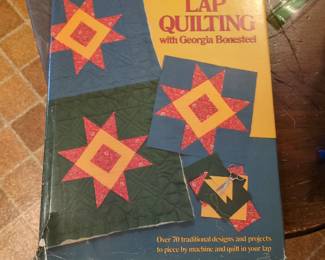 LAP
QUILTING
with Georgia Bonesteel
Over 70 traditional designs and projects
to piece by machine and quilt in your lap